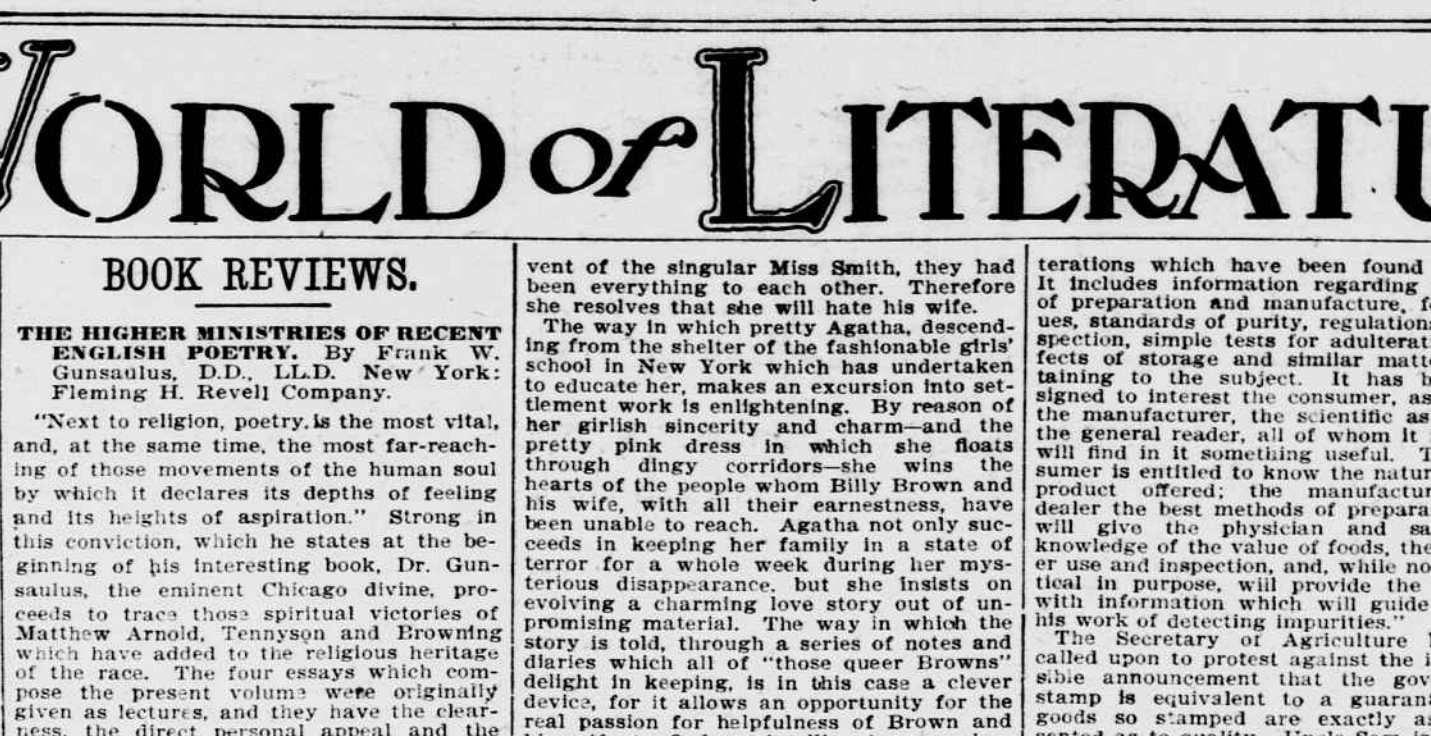 WORLD of LITERATU
BOOK REVIEWS.
THE HIGHER MINISTRIES OF RECENT
ENGLISH POETRY. By Frank W.
Gunsaulus, D.D., LL.D. New York:
Fleming H. Revell Company.
"Next to religion, poetry. is the most vital,
and, at the same time, the most far-reach-
ing of those movements of the human soul
by which it declares its depths of feeling
and its heights of aspiration." Strong in
this conviction, which he states at the be-
ginning of his interesting book, Dr. Gun-
saulus, the eminent Chicago divine, pro-
ceeds to trace those spiritual victories of
Matthew Arnold, Tennyson and Browning
which have added to the religious heritage
of the race. The four essays which com-
pose the present volume were originally
given as lectures, and they have the clear-
ness, the direct personal appeal and the
vent of the singular Miss Smith, they had
been everything to each other. Therefore
she resolves that she will hate his wife.
The way in which pretty Agatha, descend-
ing from the shelter of the fashionable girls'
school in New York which has undertaken
to educate her, makes an excursion into set-
tlement work is enlightening. By reason of
her girlish sincerity and charm—and the
pretty pink dress in which she floats
through dingy corridors—she wins the
hearts of the people whom Billy Brown and
his wife, with all their earnestness, have
been unable to reach. Agatha not only suc-
ceeds in keeping her family in a state of
terror for a whole week during her mys-
terious disappearance, but she insists on
evolving a charming love story out of un-
promising material. The way in which the
story is told, through a series of notes and
diaries which all of "those queer Browns"
delight in keeping, is in this case a clever
device, for it allows an opportunity for the
real passion for helpfulness of Brown and
terations which have been found
It includes information regarding
of preparation and manufacture, f
ues, standards of purity, regulations
spection, simple tests for adulterati
fects of storage and similar matt
taining to the subject. It has b
signed to interest the consumer, as
the manufacturer, the scientific as
the general reader, all of whom it
will find in it something useful. T
sumer is entitled to know the natur
product offered; the manufactur
dealer the best methods of prepara
will give the physician and sa
knowledge of the value of foods, the
er use and inspection, and, while no
tical in purpose, will provide the
with information which will guide
his work of detecting impurities."
The Secretary of Agriculture
called upon to protest against the i
sible announcement that the gov
stamp is equivalent to a guarant
goods so stamped are exactly as